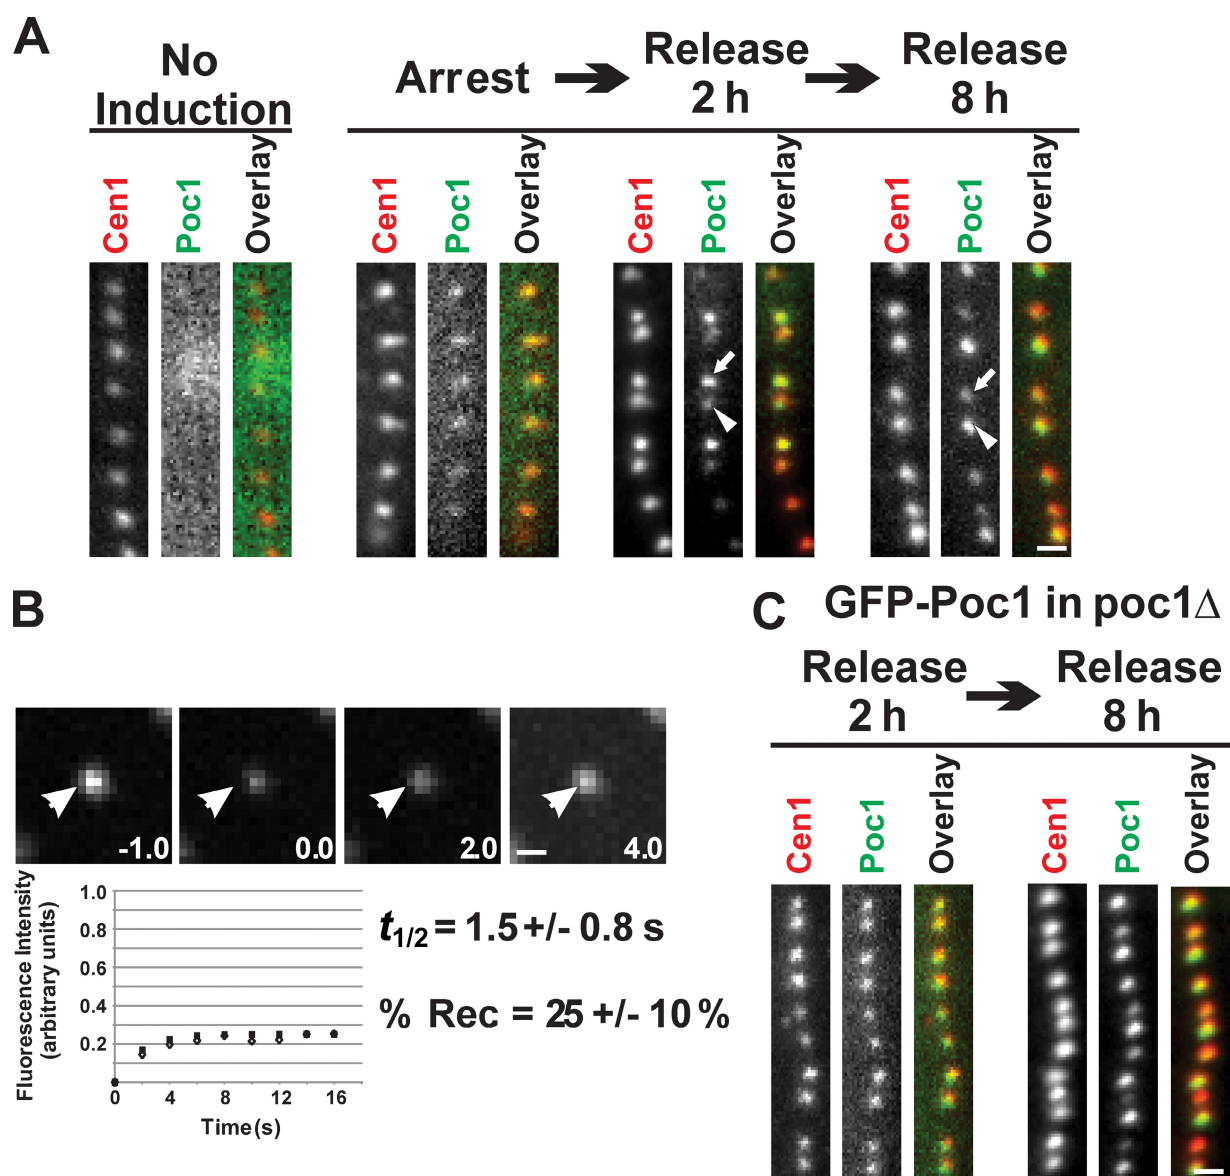 A
No
Induction
Arrest
Release
2 h
Release
8 h
Cen1 Poc1 Overlay Cen1 Poc1 Overlay Cen1 Poc1 Overlay Cen1 Poc1 Overlay
B
-1.0 0.0 2.0 4.0
Fluorescence Intensity
(arbitrary units)
1.0
0.8
0.6
0.4
0.2
0 4 8 12 16
Time (s)
t1/2 = 1.5 +/- 0.8 s
% Rec = 25 +/- 10 %
C GFP-Poc1 in poc1Δ
Release
2 h
Release
8 h
Cen1 Poc1 Overlay Cen1 Poc1 Overlay